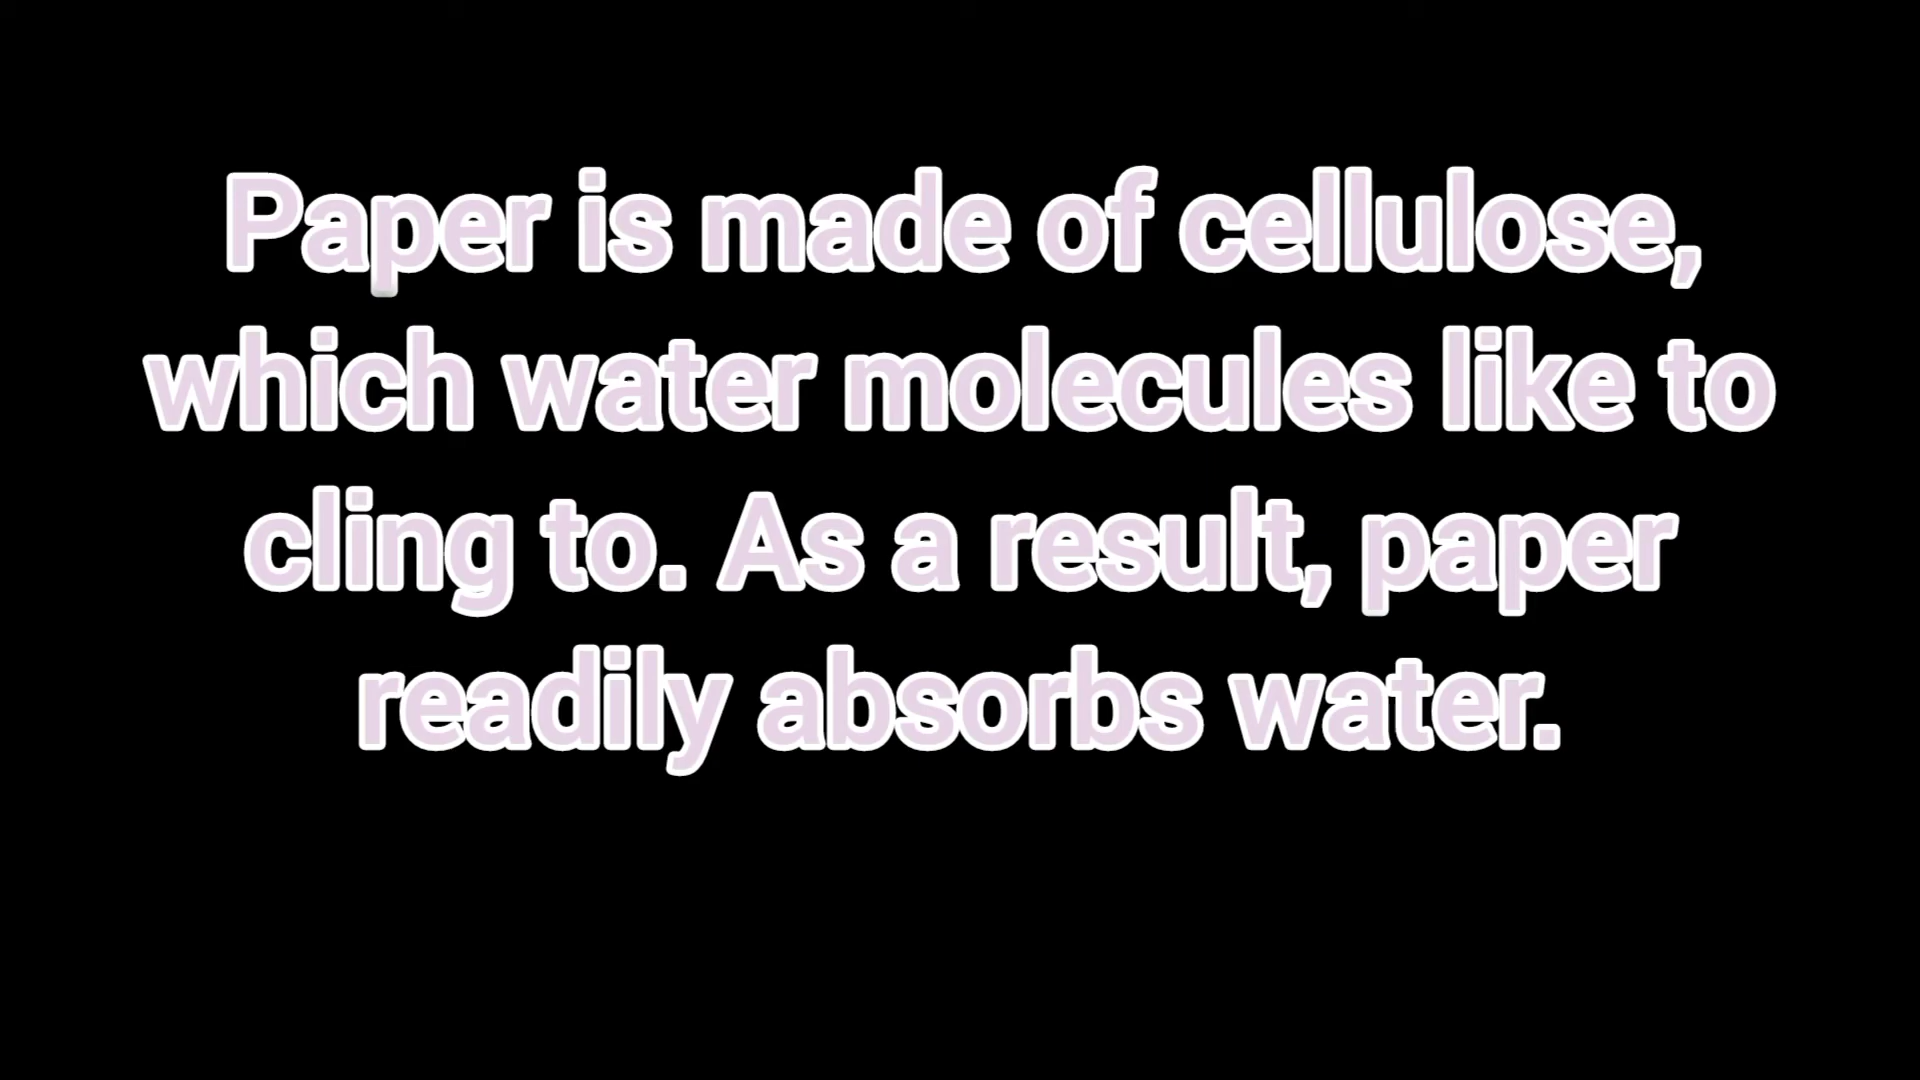 Paper is made of cellulose,
which water molecules like to
cling to. As a result, paper
readily absorbs water.